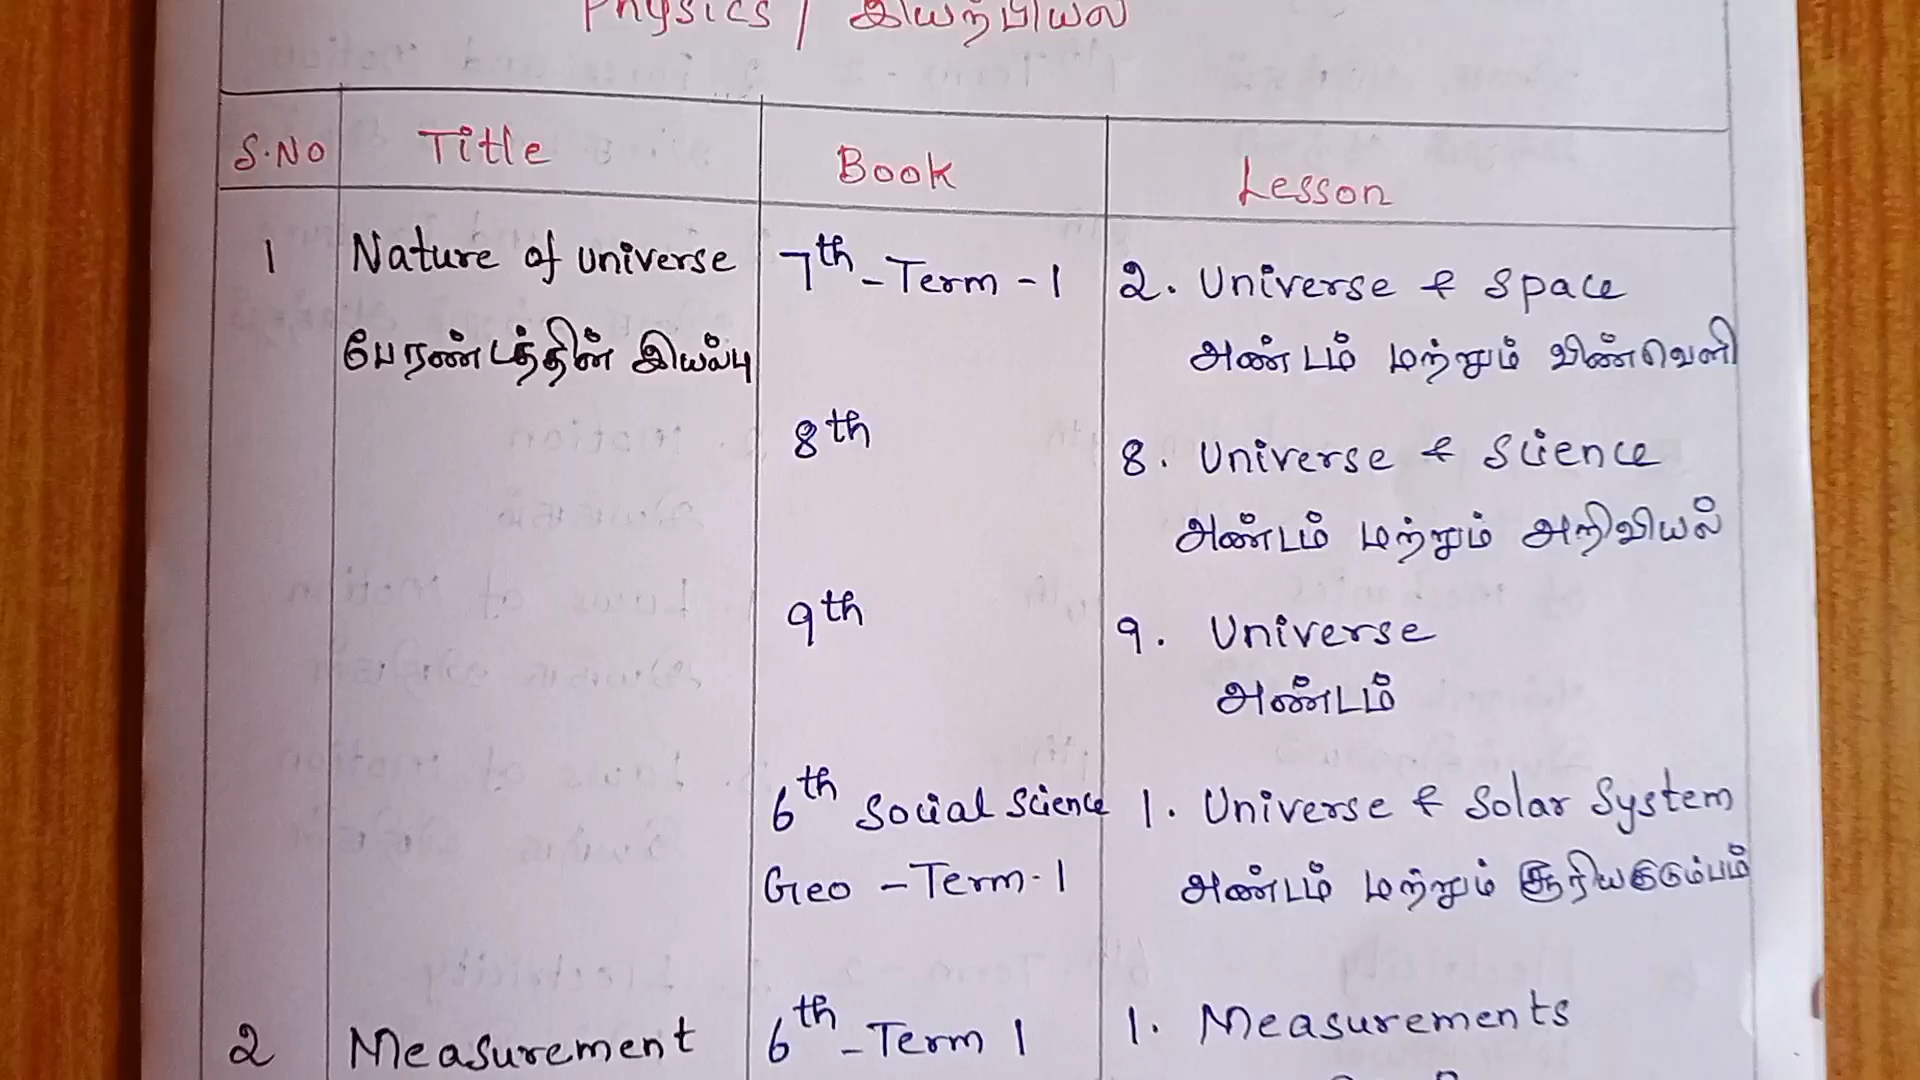 Physics / இயற்பியல்
S.No Title Book Lesson
1 Nature of universe 7th - Term - 1 2. Universe & Space
பேரண்டத்தின் இயல்பு அண்டம் மற்றும் விண்வெளி
8th 8. Universe & Science
அண்டம் மற்றும் அறிவியல்
9th 9. Universe
அண்டம்
6th Social Science 1. Universe & Solar System
Geo - Term - 1 அண்டம் மற்றும் சூரியகுடும்பம்
2 Measurement 6th - Term 1 1. Measurements